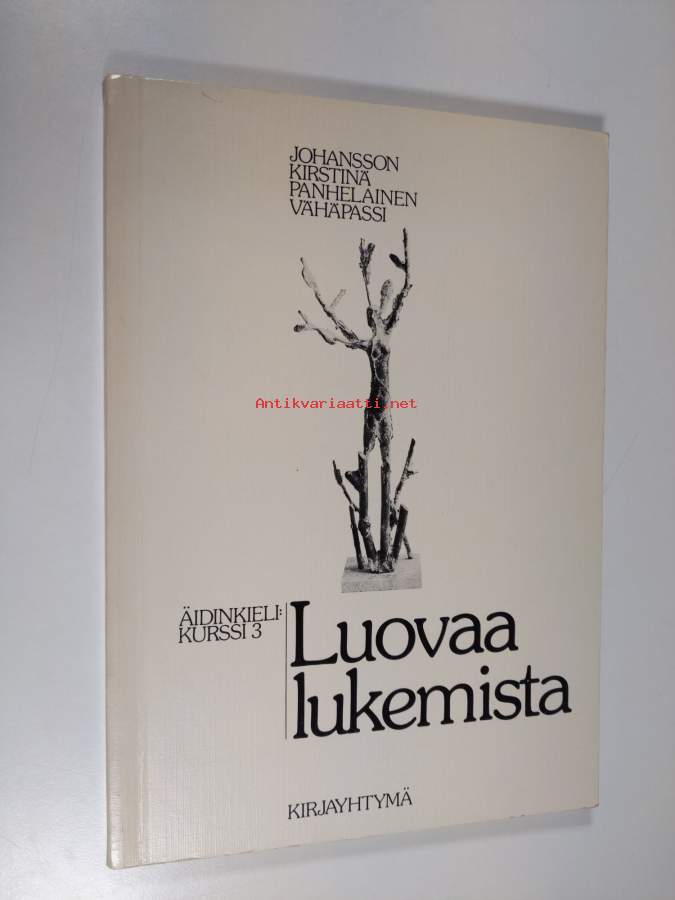 JOHANSSON
KIRSTINÄ
PANHELAINEN
VÄHÄPASSI
Antikvariaatti.net
ÄIDINKIELI:
KURSSI 3
Luovaa
lukemista
KIRJAYHTYMÄ